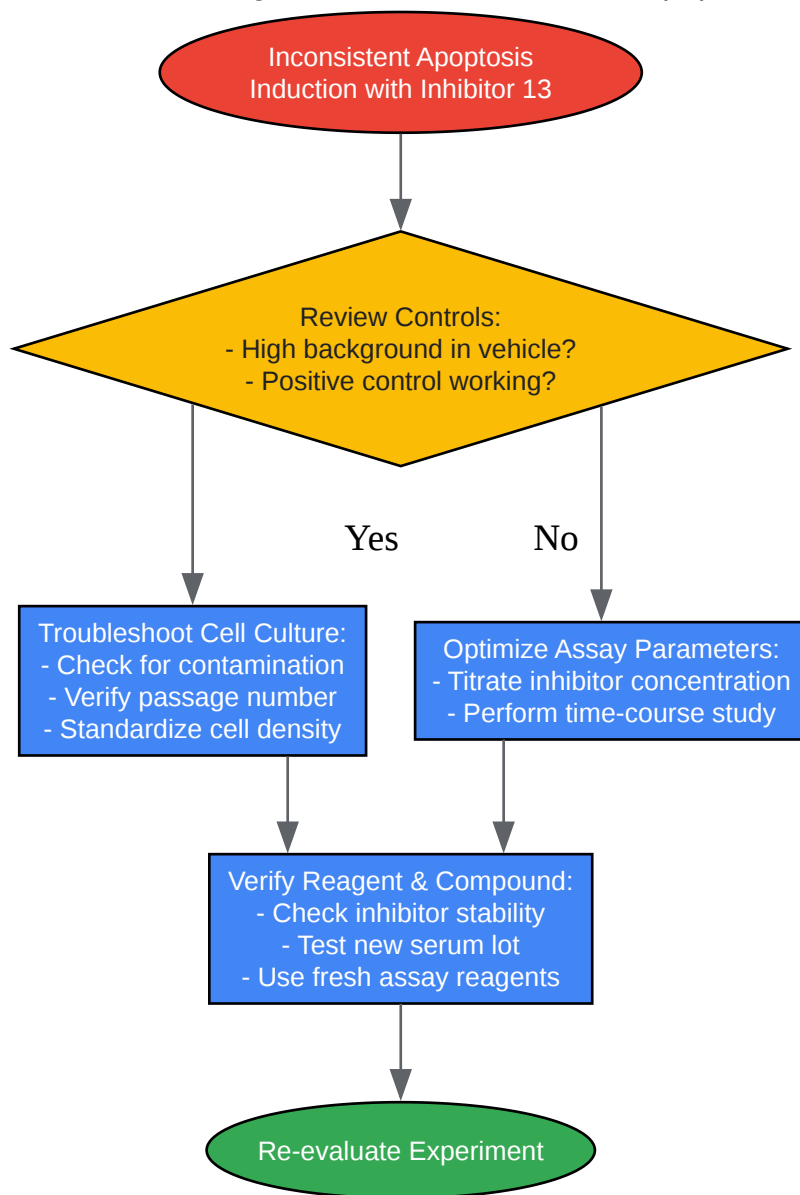 Inconsistent Apoptosis
Induction with Inhibitor 13
Review Controls:
- High background in vehicle?
- Positive control working?
Yes
No
Troubleshoot Cell Culture:
- Check for contamination
- Verify passage number
- Standardize cell density
Optimize Assay Parameters:
- Titrate inhibitor concentration
- Perform time-course study
Verify Reagent & Compound:
- Check inhibitor stability
- Test new serum lot
- Use fresh assay reagents
Re-evaluate Experiment